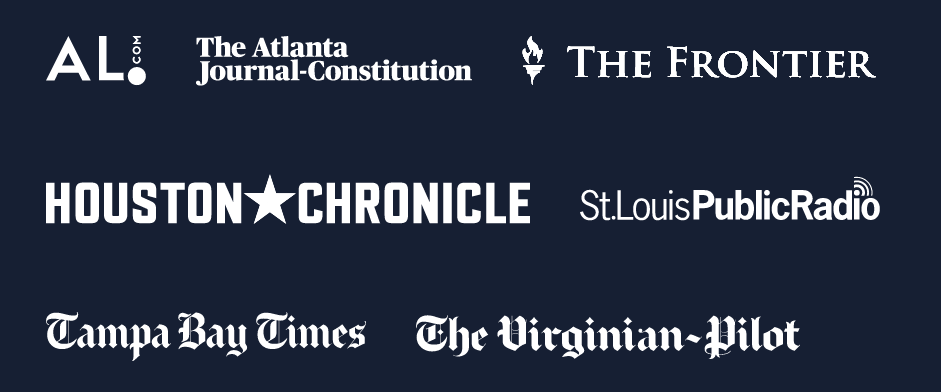 AL.COM
The Atlanta
Journal-Constitution
THE FRONTIER
HOUSTON CHRONICLE
St.LouisPublicRadio
Tampa Bay Times
The Virginian-Pilot